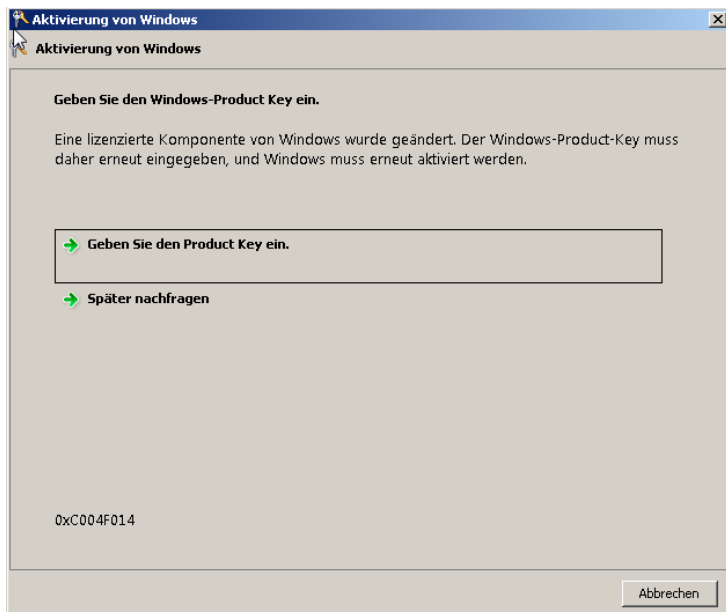 Aktivierung von Windows
Aktivierung von Windows
Geben Sie den Windows-Product Key ein.
Eine lizenzierte Komponente von Windows wurde geändert. Der Windows-Product-Key muss
daher erneut eingegeben, und Windows muss erneut aktiviert werden.
Geben Sie den Product Key ein.
Später nachfragen
0xC004F014
Abbrechen